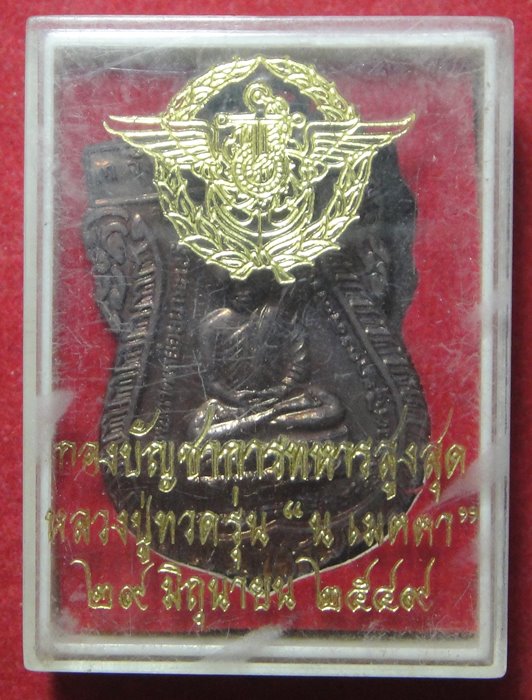 กองบัญชาการทหารสูงสุด
หลวงปู่ทวดรุ่น “น เมตตา”
๒๙ มิถุนายน ๒๕๔๙